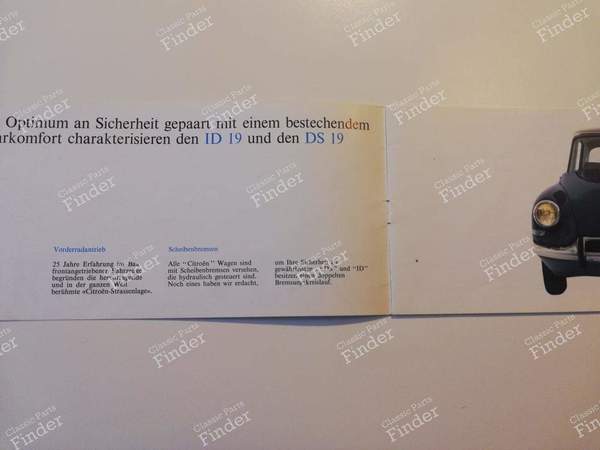 Optimum an Sicherheit gepaart mit einem bestechendem
rkomfort charakterisieren den ID 19 und den DS 19
Vorderradantrieb
25 Jahre Erfahrung im Bau
frontangetriebener Fahrzeuge
begründen die hervorragende
und in der ganzen Welt
berühmte «Citroën-Strassenlage».
Scheibenbremsen
Alle "Citroën" Wagen sind
mit Scheibenbremsen versehen,
die hydraulisch gesteuert sind.
Noch eines haben wir erdacht,
um Ihre Sicherheit zu
"DS" und "ID"
besitzen einen doppelten
Bremsungskreislauf.
Classic Parts
Finder